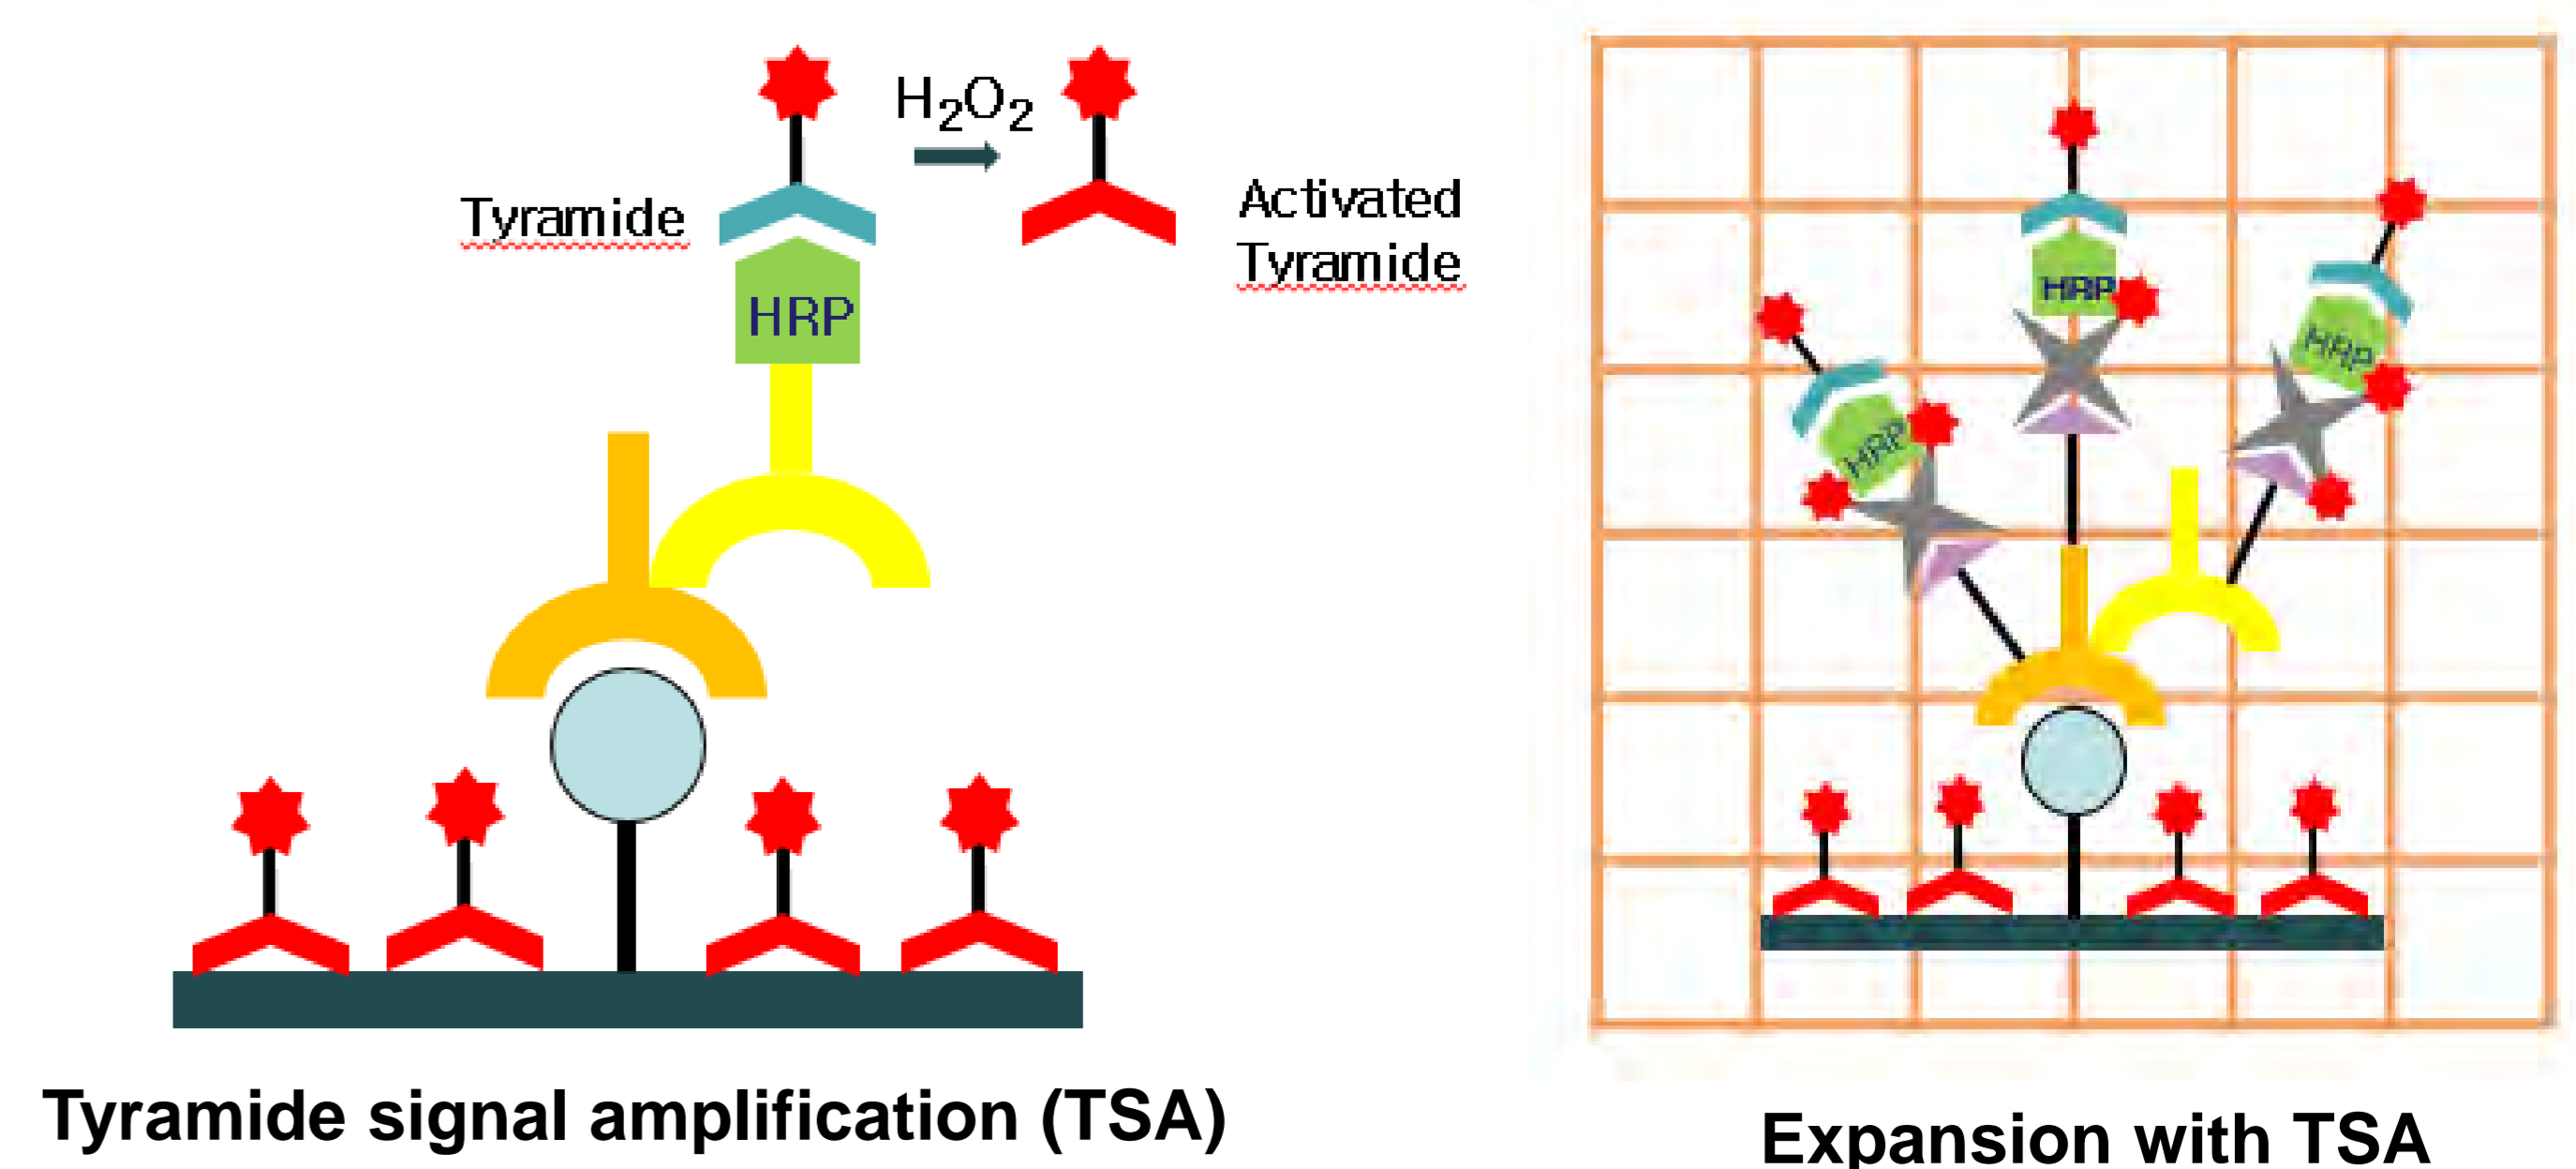 H₂O₂
Tyramide
Activated
Tyramide
HRP
HRP
HRP
HRP
Tyramide signal amplification (TSA)
Expansion with TSA